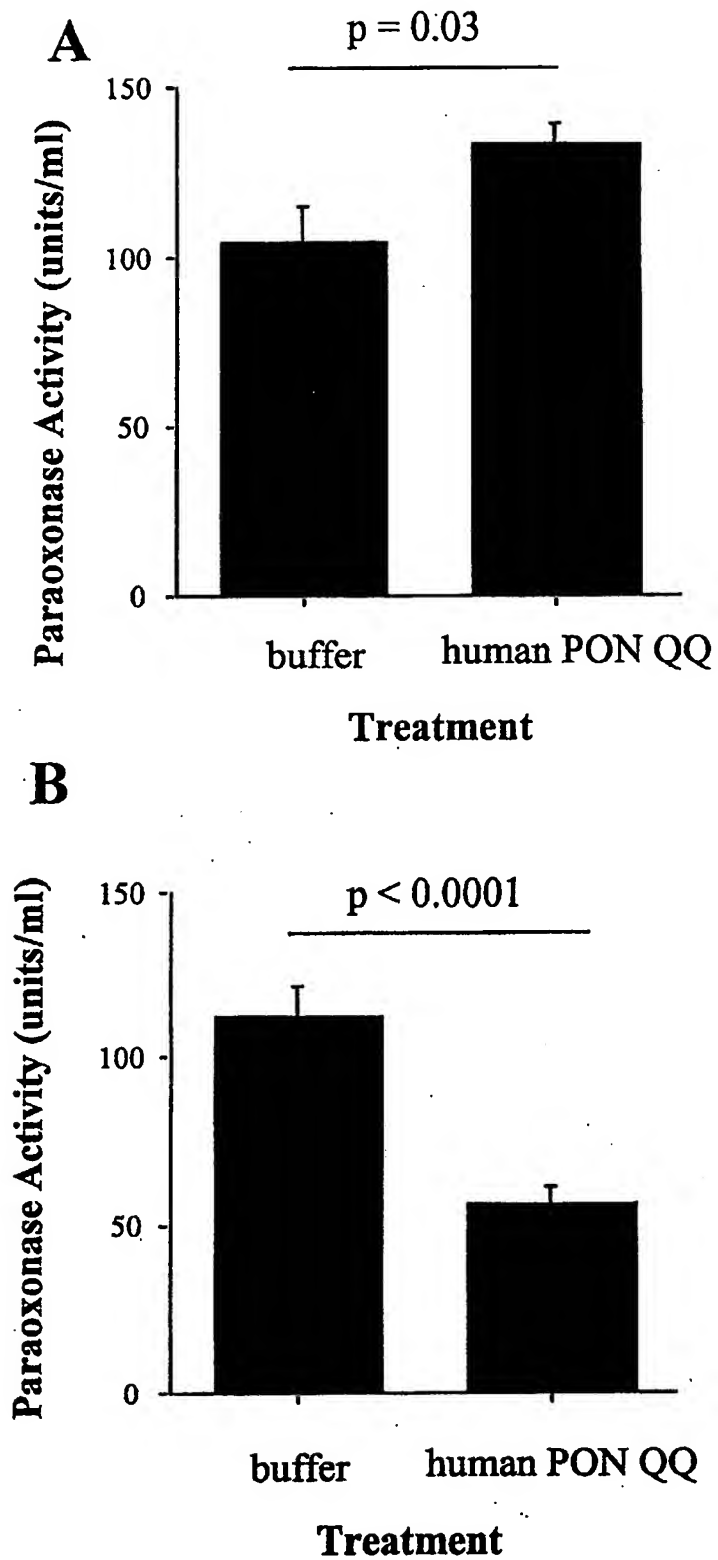 A
p = 0.03
Paraoxonase Activity (units/ml)
150
100
50
0
buffer human PON QQ
Treatment
B
p < 0.0001
Paraoxonase Activity (units/ml)
150
100
50
0
buffer human PON QQ
Treatment